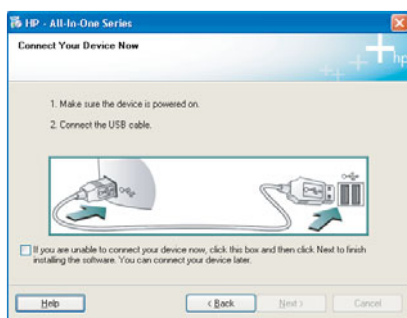 HP - All-In-One Series
Connect Your Device Now
hp
1. Make sure the device is powered on.
2. Connect the USB cable.
If you are unable to connect your device now, click this box and then click Next to finish
installing the software. You can connect your device later.
Help
< Back
Next >
Cancel